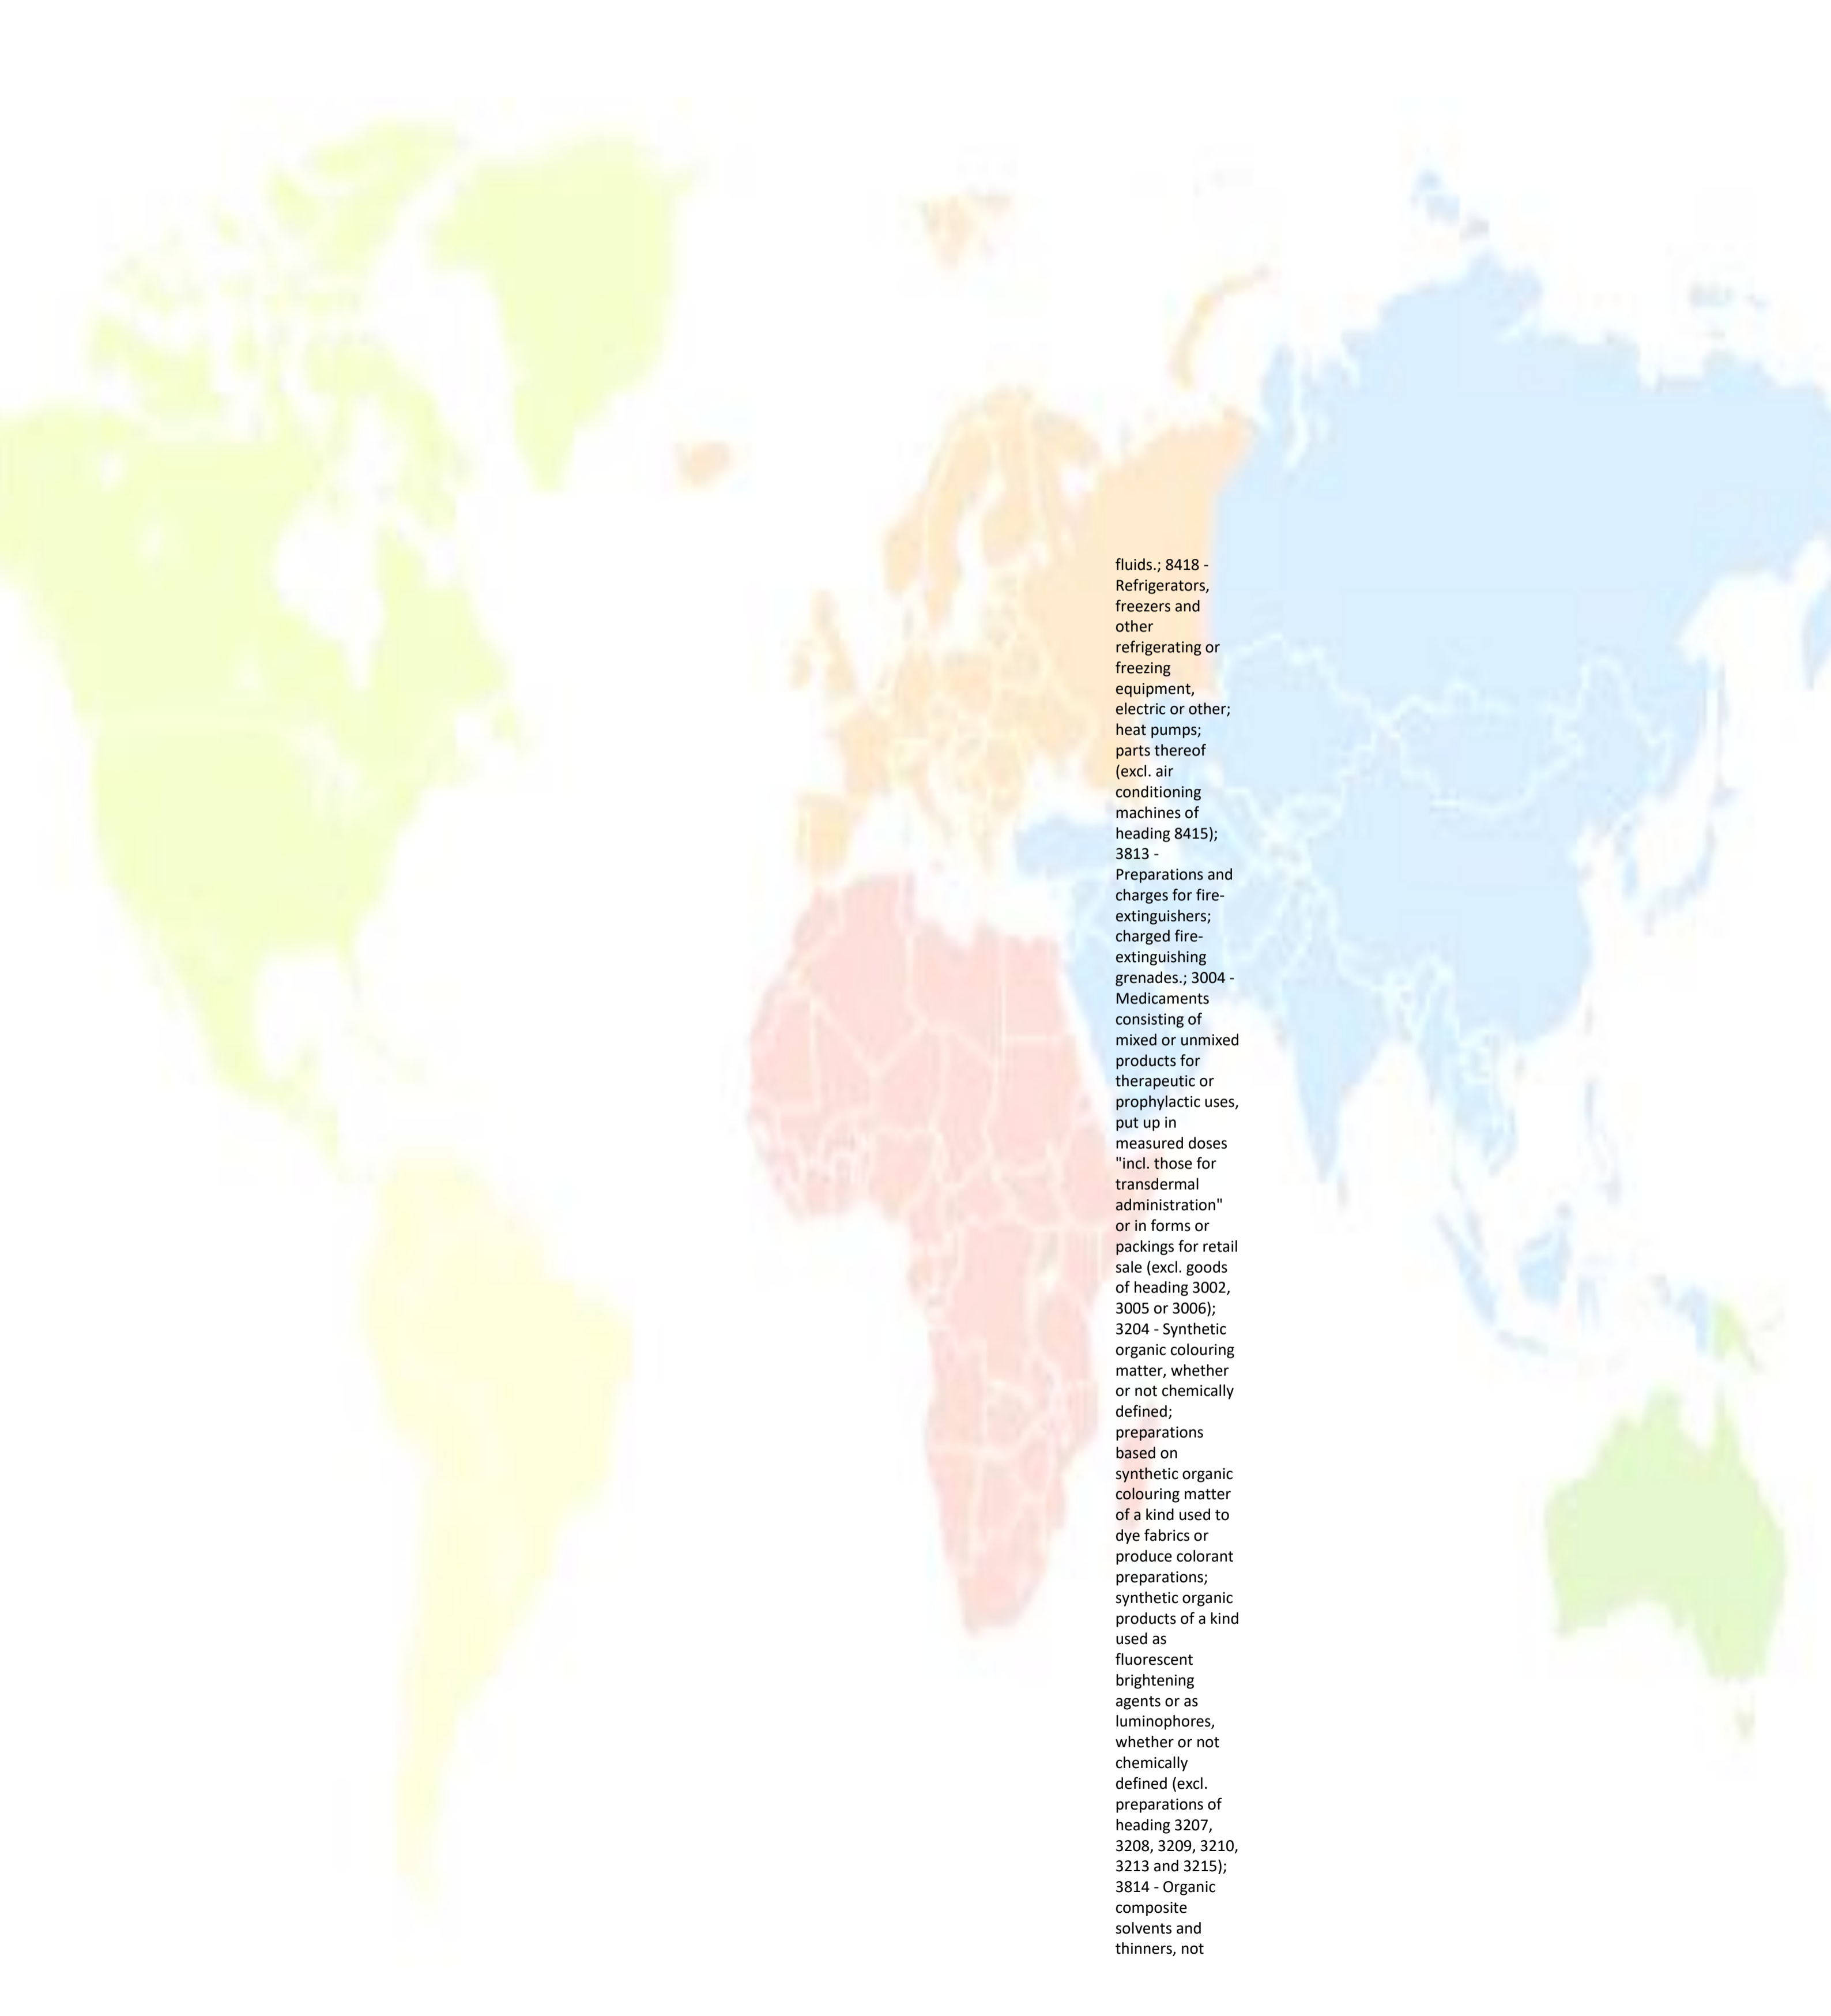 fluids.; 8418 -
Refrigerators,
freezers and
other
refrigerating or
freezing
equipment,
electric or other;
heat pumps;
parts thereof
(excl. air
conditioning
machines of
heading 8415);
3813 -
Preparations and
charges for fire-
extinguishers;
charged fire-
extinguishing
grenades.; 3004 -
Medicaments
consisting of
mixed or unmixed
products for
therapeutic or
prophylactic uses,
put up in
measured doses
"incl. those for
transdermal
administration"
or in forms or
packings for retail
sale (excl. goods
of heading 3002,
3005 or 3006);
3204 - Synthetic
organic colouring
matter, whether
or not chemically
defined;
preparations
based on
synthetic organic
colouring matter
of a kind used to
dye fabrics or
produce colorant
preparations;
synthetic organic
products of a kind
used as
fluorescent
brightening
agents or as
luminophores,
whether or not
chemically
defined (excl.
preparations of
heading 3207,
3208, 3209, 3210,
3213 and 3215);
3814 - Organic
composite
solvents and
thinners, not